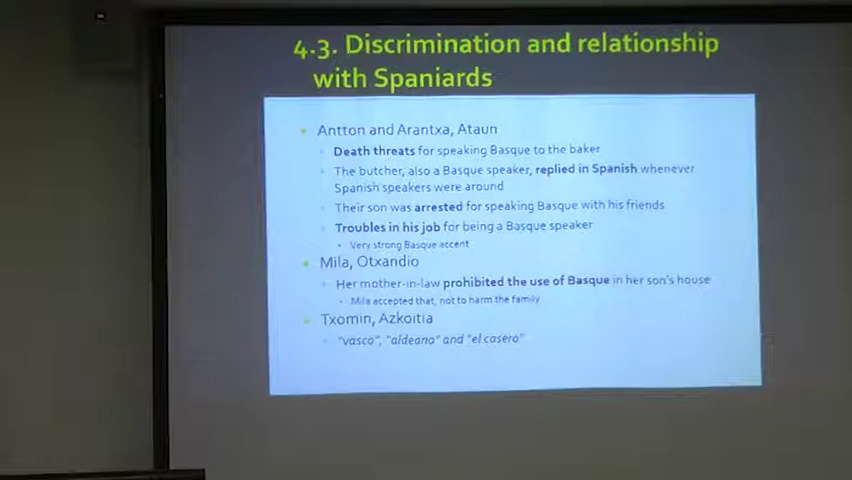 4.3. Discrimination and relationship
with Spaniards
Antton and Arantxa, Ataun
Death threats for speaking Basque to the baker
The butcher, also a Basque speaker, replied in Spanish whenever
Spanish speakers were around
Their son was arrested for speaking Basque with his friends
Troubles in his job for being a Basque speaker
Very strong Basque accent
Mila, Otxandio
Her mother-in-law prohibited the use of Basque in her son's house
Mila accepted that, not to harm the family
Txomin, Azkoitia
"vasco", "aldeano" and "el casero"